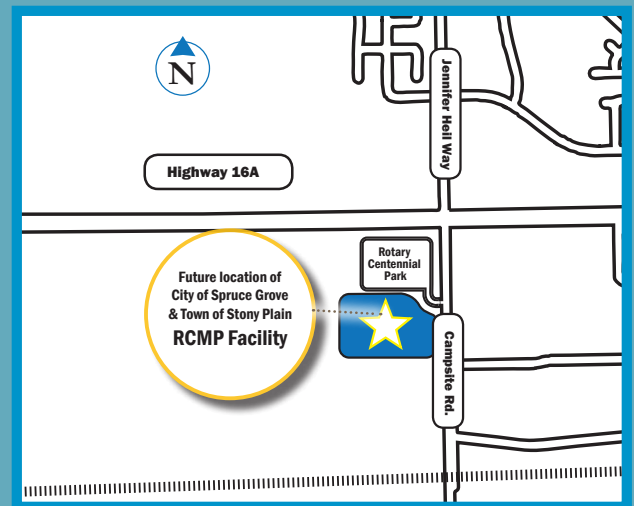 N
Jennifer Heil Way
Highway 16A
Rotary
Centennial
Park
Future location of
City of Spruce Grove
& Town of Stony Plain
RCMP Facility
Campsite Rd.